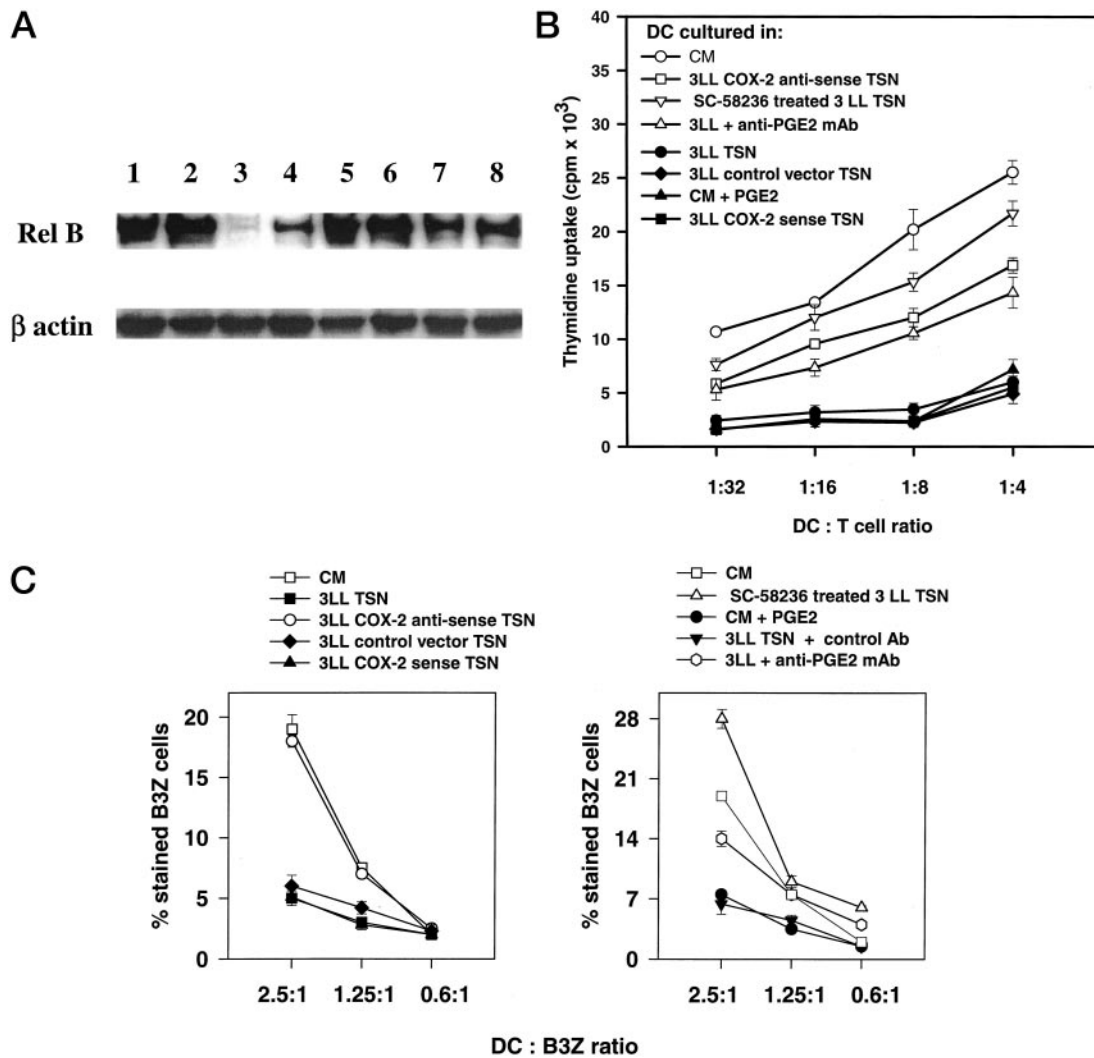 A
1 2 3 4 5 6 7 8
Rel B
β actin
B
DC cultured in:
CM
3LL COX-2 anti-sense TSN
SC-58236 treated 3 LL TSN
3LL + anti-PGE2 mAb
3LL TSN
3LL control vector TSN
CM + PGE2
3LL COX-2 sense TSN
Thymidine uptake (cpm x 10³)
40
35
30
25
20
15
10
5
0
1:32 1:16 1:8 1:4
DC : T cell ratio
C
CM
3LL TSN
3LL COX-2 anti-sense TSN
3LL control vector TSN
3LL COX-2 sense TSN
% stained B3Z cells
20
15
10
5
0
2.5:1 1.25:1 0.6:1
CM
SC-58236 treated 3 LL TSN
CM + PGE2
3LL TSN + control Ab
3LL + anti-PGE2 mAb
% stained B3Z cells
28
21
14
7
0
2.5:1 1.25:1 0.6:1
DC : B3Z ratio